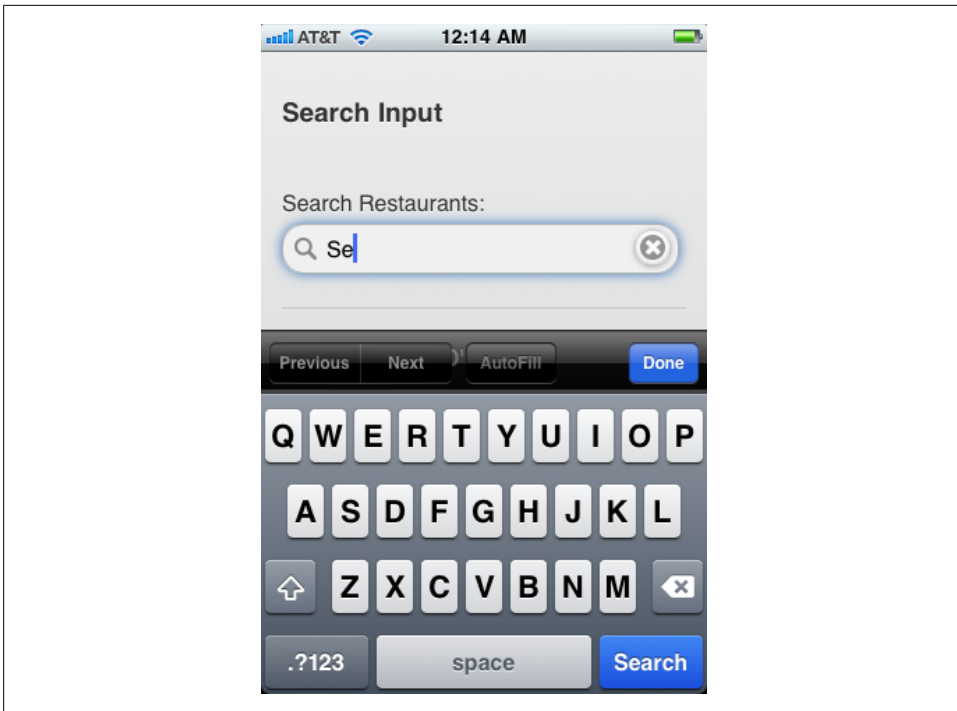 AT&T 12:14 AM
Search Input
Search Restaurants:
Se
Previous Next AutoFill Done
Q W E R T Y U I O P
A S D F G H J K L
Z X C V B N M
.?123 space Search